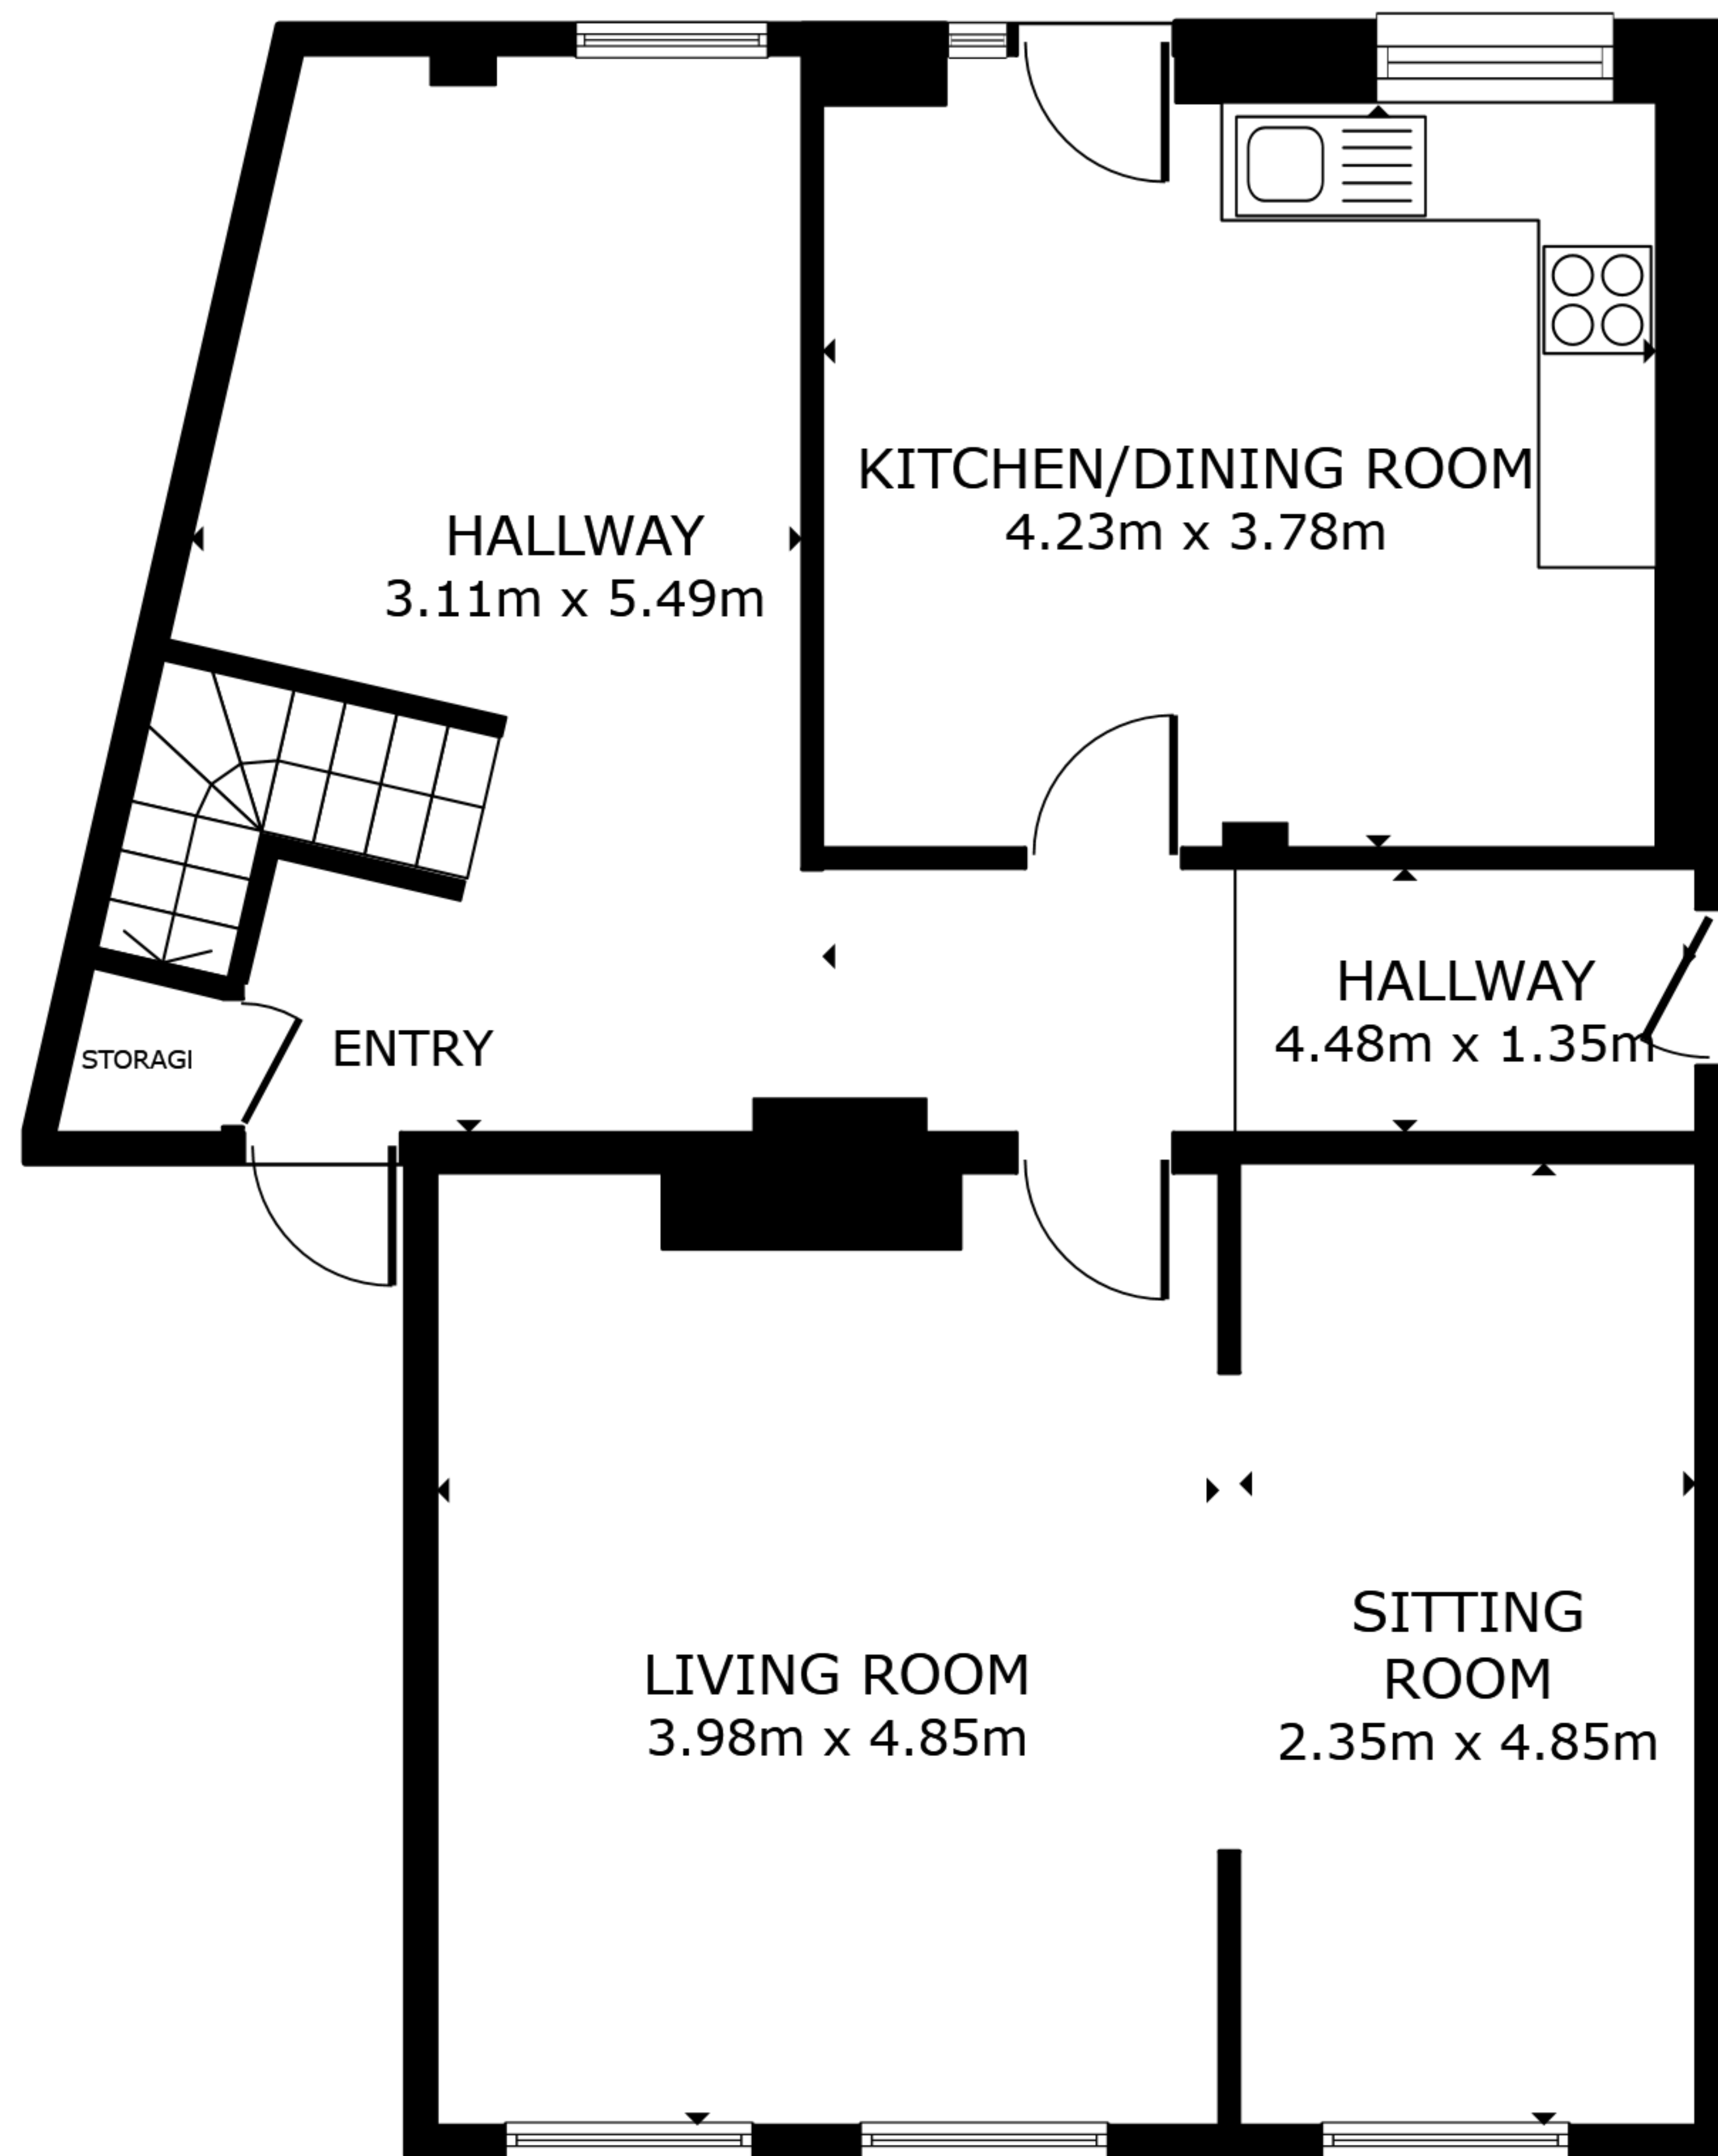 KITCHEN/DINING ROOM
4.23m x 3.78m
HALLWAY
3.11m x 5.49m
HALLWAY
4.48m x 1.35m
ENTRY
STORAGI
LIVING ROOM
3.98m x 4.85m
SITTING
ROOM
2.35m x 4.85m